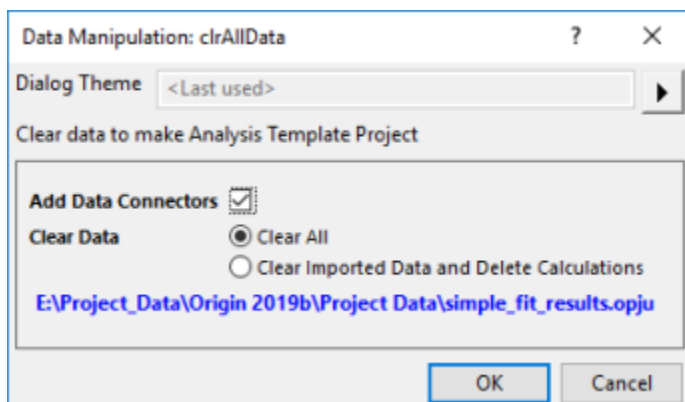 Data Manipulation: clrAllData ? ×
Dialog Theme <Last used>
Clear data to make Analysis Template Project
Add Data Connectors
Clear Data Clear All
Clear Imported Data and Delete Calculations
E:\Project_Data\Origin 2019b\Project Data\simple_fit_results.opju
OK Cancel